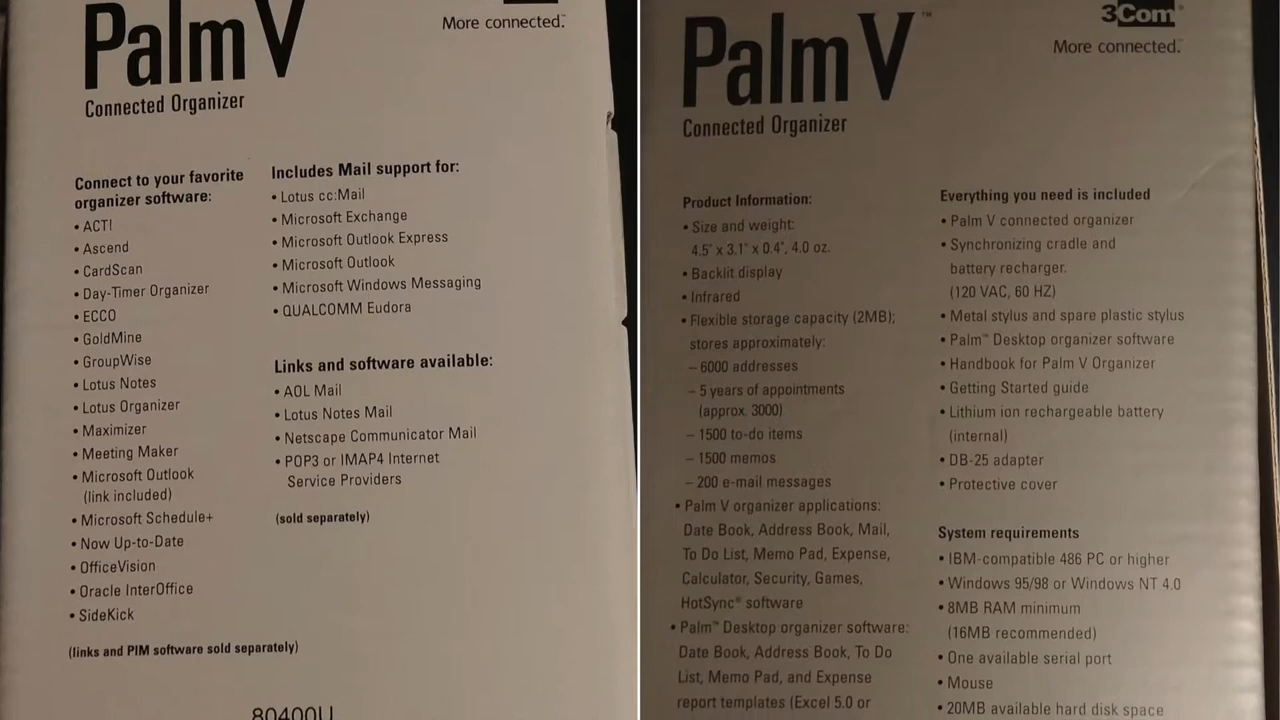 Palm V
More connected.™
Connected Organizer
Connect to your favorite
organizer software:
• ACT!
• Ascend
• CardScan
• Day-Timer Organizer
• ECCO
• GoldMine
• GroupWise
• Lotus Notes
• Lotus Organizer
• Maximizer
• Meeting Maker
• Microsoft Outlook
(link included)
• Microsoft Schedule+
• Now Up-to-Date
• OfficeVision
• Oracle InterOffice
• SideKick
(links and PIM software sold separately)
Includes Mail support for:
• Lotus cc:Mail
• Microsoft Exchange
• Microsoft Outlook Express
• Microsoft Outlook
• Microsoft Windows Messaging
• QUALCOMM Eudora
Links and software available:
• AOL Mail
• Lotus Notes Mail
• Netscape Communicator Mail
• POP3 or IMAP4 Internet
Service Providers
(sold separately)
80400U
Palm V™
3Com®
More connected.™
Connected Organizer
Product Information:
• Size and weight:
4.5" x 3.1" x 0.4", 4.0 oz.
• Backlit display
• Infrared
• Flexible storage capacity (2MB);
stores approximately:
– 6000 addresses
– 5 years of appointments
(approx. 3000)
– 1500 to-do items
– 1500 memos
– 200 e-mail messages
• Palm V organizer applications:
Date Book, Address Book, Mail,
To Do List, Memo Pad, Expense,
Calculator, Security, Games,
HotSync® software
• Palm™ Desktop organizer software:
Date Book, Address Book, To Do
List, Memo Pad, and Expense
report templates (Excel 5.0 or
Everything you need is included
• Palm V connected organizer
• Synchronizing cradle and
battery recharger.
(120 VAC, 60 HZ)
• Metal stylus and spare plastic stylus
• Palm™ Desktop organizer software
• Handbook for Palm V Organizer
• Getting Started guide
• Lithium ion rechargeable battery
(internal)
• DB-25 adapter
• Protective cover
System requirements
• IBM-compatible 486 PC or higher
• Windows 95/98 or Windows NT 4.0
• 8MB RAM minimum
(16MB recommended)
• One available serial port
• Mouse
• 20MB available hard disk space